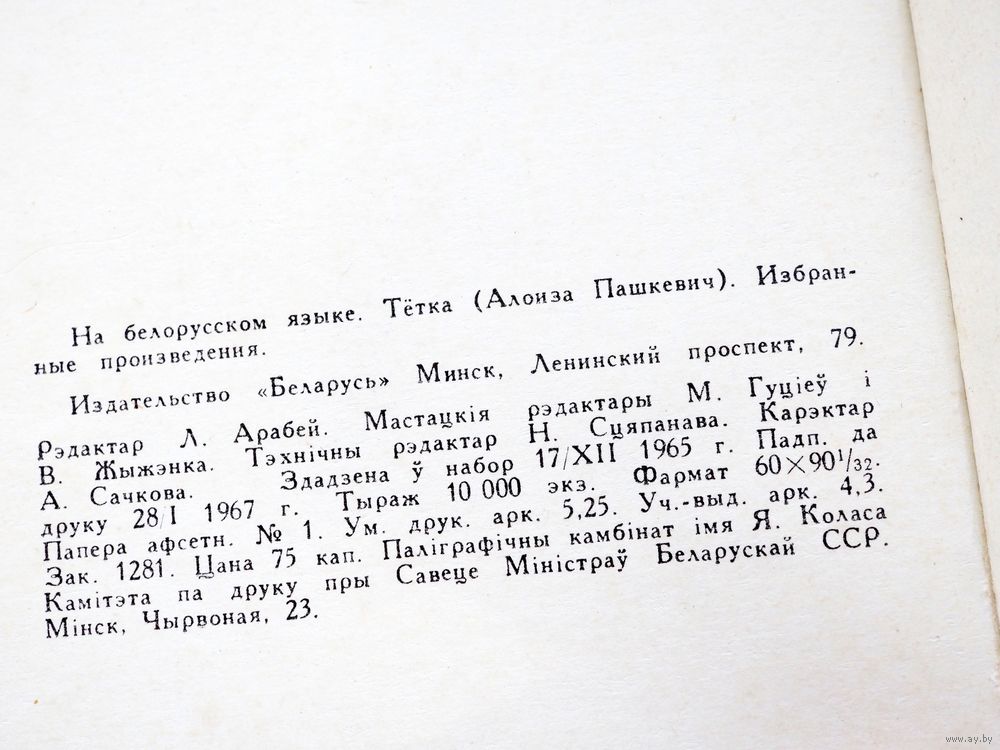 На белорусском языке. Тётка (Алоиза Пашкевич). Избран-
ные произведения.
Издательство «Беларусь» Минск, Ленинский проспект, 79.
Рэдактар Л. Арабей. Мастацкія рэдактары М. Гуціеў і
В. Жыжэнка. Тэхнічны рэдактар Н. Сцяпанава. Карэктар
А. Сачкова. Здадзена ў набор 17/XII 1965 г. Падп. да
друку 28/I 1967 г. Тыраж 10 000 экз. Фармат 60×90¹/₃₂.
Папера афсетн. № 1. Ум. друк. арк. 5,25. Уч.-выд. арк. 4,3.
Зак. 1281. Цана 75 кап. Паліграфічны камбінат імя Я. Коласа
Камітэта па друку пры Савеце Міністраў Беларускай ССР.
Мінск, Чырвоная, 23.
www.ay.by